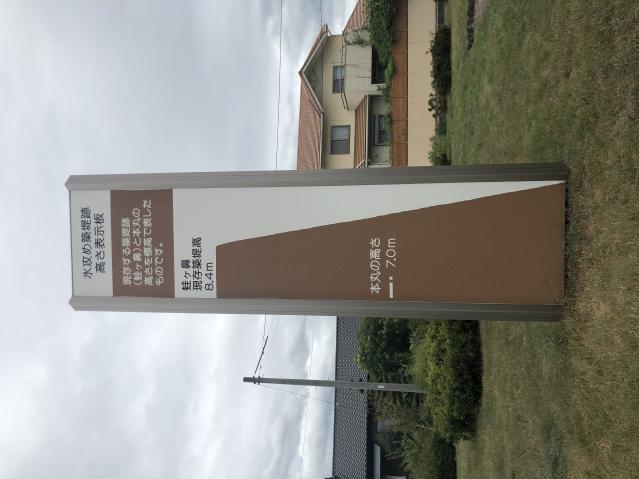 水攻め築堤跡
高さ表示板
現存する築堤跡
(蛙ヶ鼻)と本丸の
高さを標高で表した
ものです。
蛙ヶ鼻
現存築堤高
8.4m
本丸の高さ
7.0m